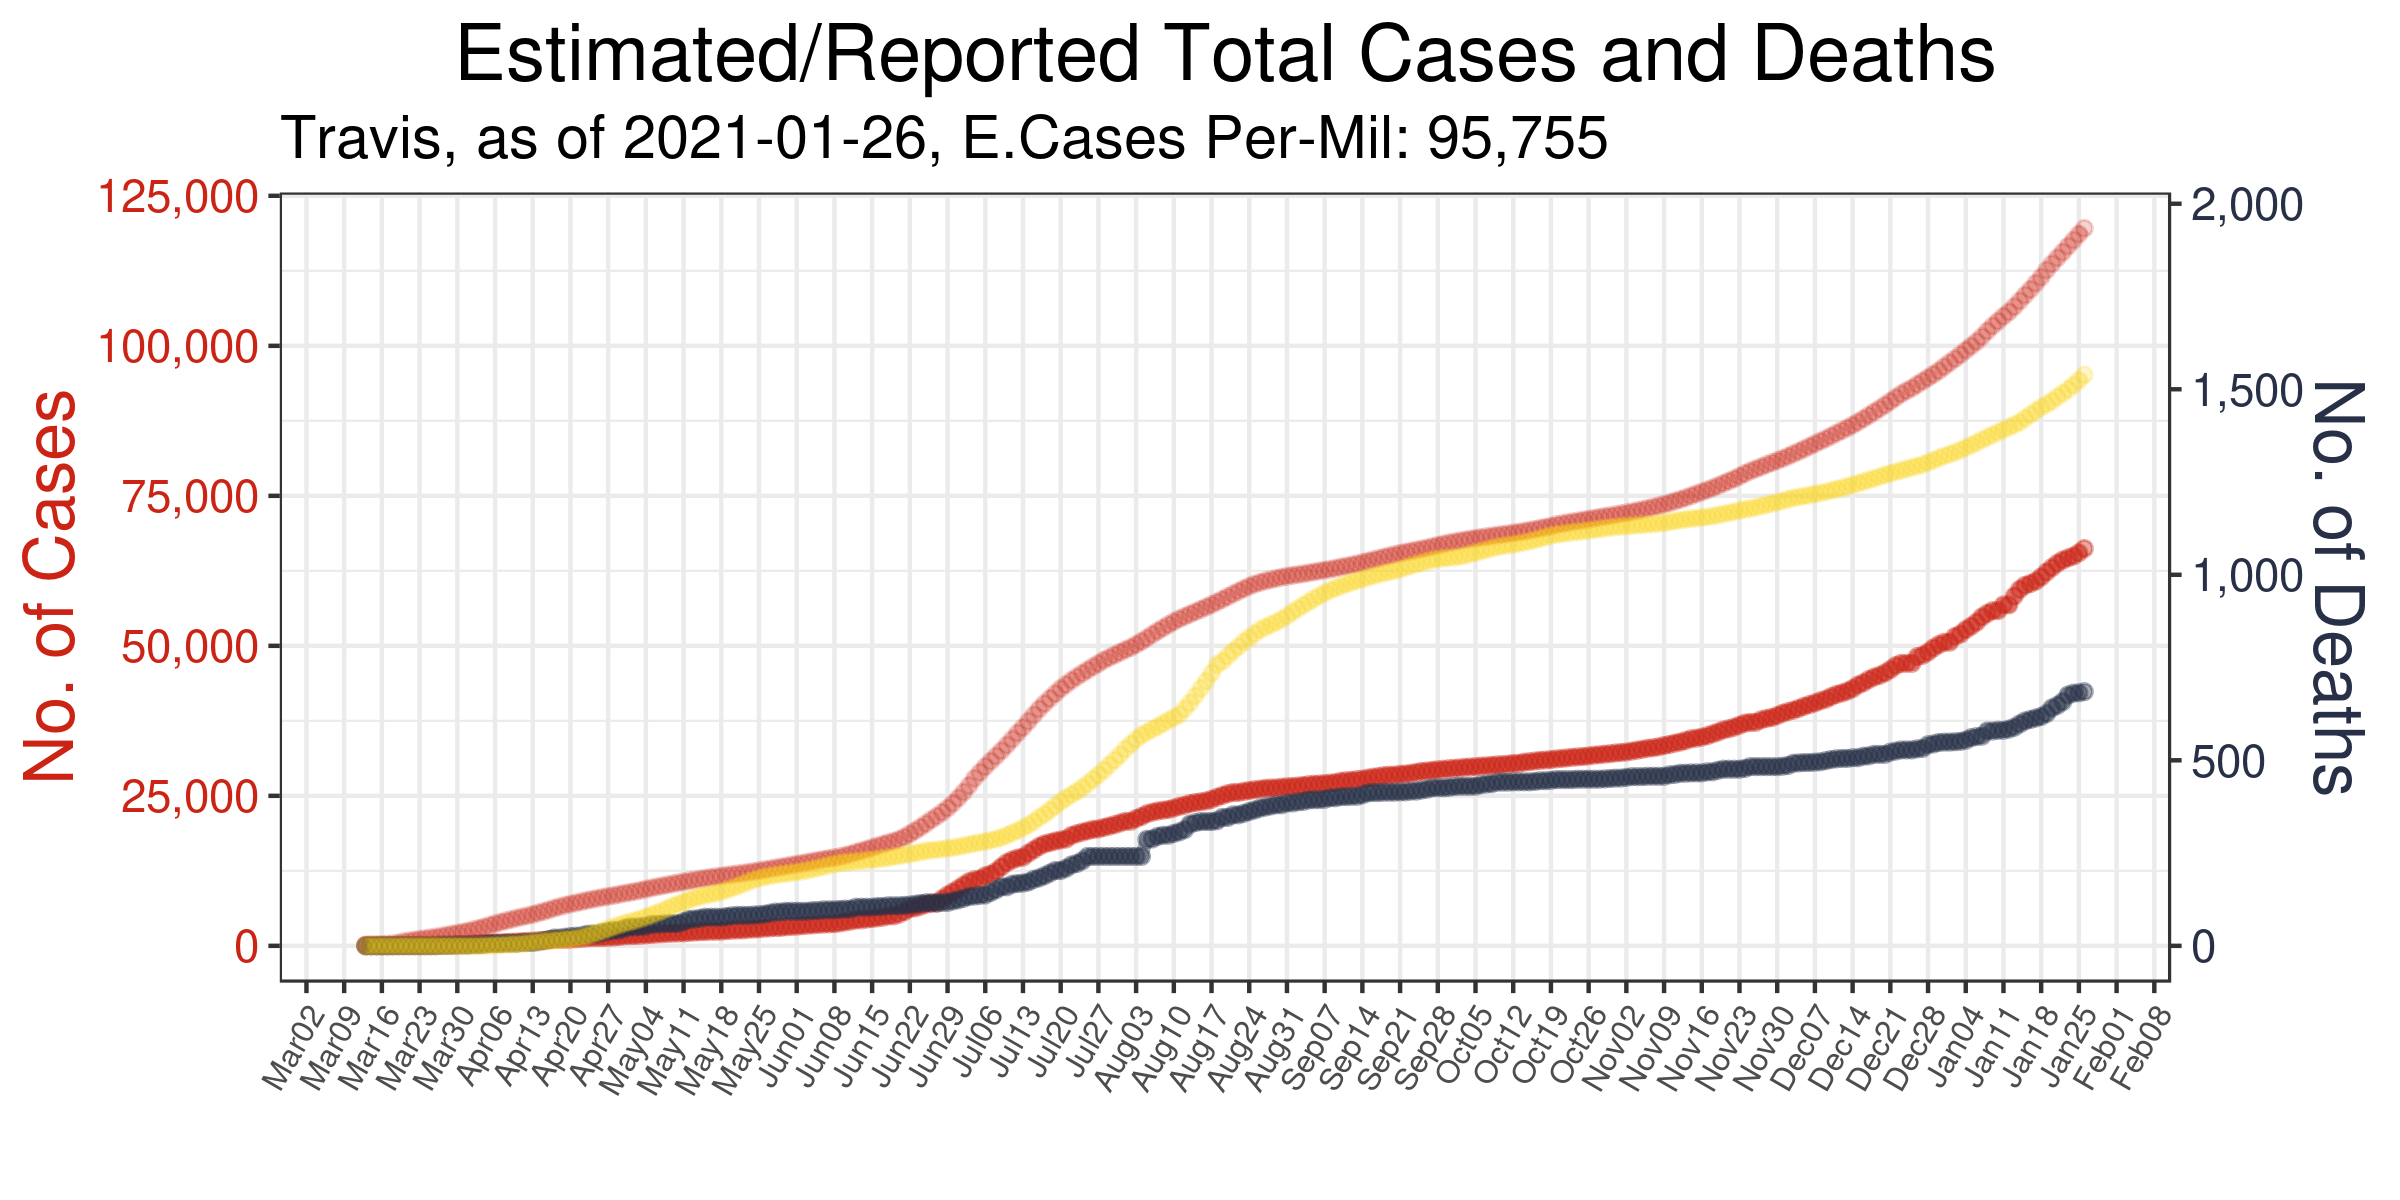 Estimated/Reported Total Cases and Deaths
Travis, as of 2021-01-26, E.Cases Per-Mil: 95,755
No. of Cases
125,000
100,000
75,000
50,000
25,000
0
2,000
1,500
1,000
500
0
No. of Deaths
Mar02
Mar09
Mar16
Mar23
Mar30
Apr06
Apr13
Apr20
Apr27
May04
May11
May18
May25
Jun01
Jun08
Jun15
Jun22
Jun29
Jul06
Jul13
Jul20
Jul27
Aug03
Aug10
Aug17
Aug24
Aug31
Sep07
Sep14
Sep21
Sep28
Oct05
Oct12
Oct19
Oct26
Nov02
Nov09
Nov16
Nov23
Nov30
Dec07
Dec14
Dec21
Dec28
Jan04
Jan11
Jan18
Jan25
Feb01
Feb08